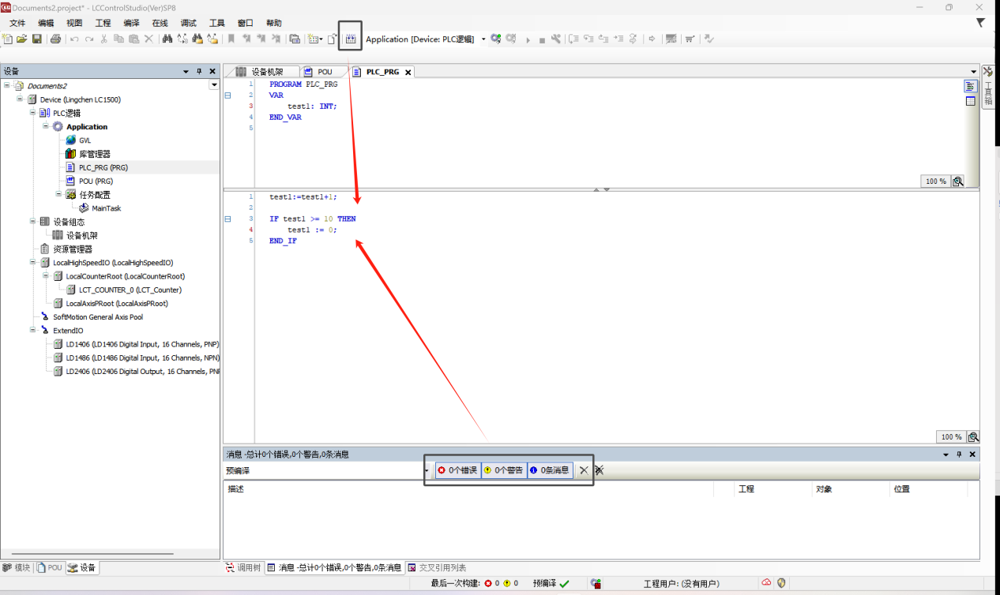 Documents2.project* - LCControlStudio(Ver)SP8
文件 编辑 视图 工程 编译 在线 调试 工具 窗口 帮助
Application [Device: PLC逻辑]
设备
Documents2
Device (Lingchen LC1500)
PLC逻辑
Application
GVL
库管理器
PLC_PRG (PRG)
POU (PRG)
任务配置
MainTask
设备组态
设备机架
资源管理器
LocalHighSpeedIO (LocalHighSpeedIO)
LocalCounterRoot (LocalCounterRoot)
LCT_COUNTER_0 (LCT_Counter)
LocalAxisPRoot (LocalAxisPRoot)
SoftMotion General Axis Pool
ExtendIO
LD1406 (LD1406 Digital Input, 16 Channels, PNP)
LD1486 (LD1486 Digital Input, 16 Channels, NPN)
LD2406 (LD2406 Digital Output, 16 Channels, PNP
模块 POU 设备
设备机架 POU PLC_PRG
1 PROGRAM PLC_PRG
2 VAR
3 test1: INT;
4 END_VAR
5
100 %
1 test1:=test1+1;
2
3 IF test1 >= 10 THEN
4 test1 := 0;
5 END_IF
100 %
工具箱
消息 -总计0个错误,0个警告,0条消息
预编译 0个错误 0个警告 0条消息
描述 工程 对象 位置
调用树 消息 -总计0个错误,0个警告,0条消息 交叉引用列表
最后一次构建: 0 0 预编译 工程用户: (没有用户)